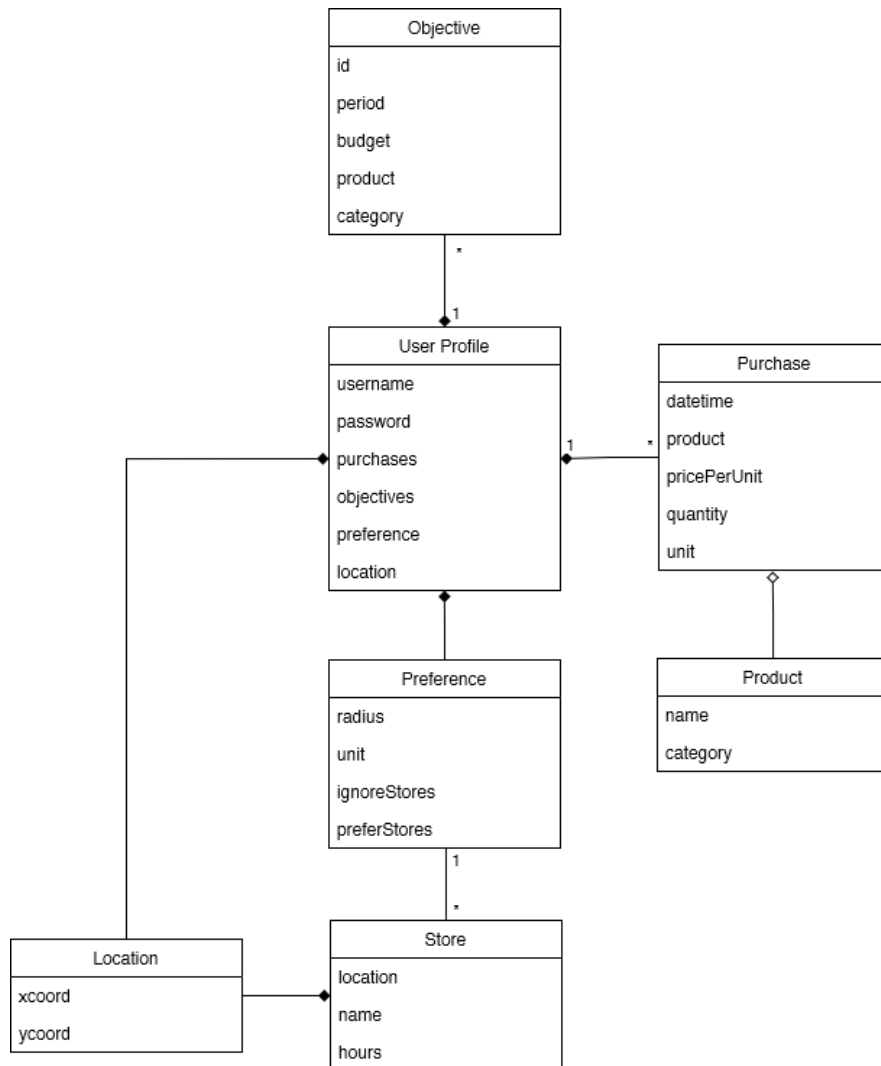 Objective
id
period
budget
product
category
*
1
User Profile
username
password
purchases
objectives
preference
location
1
*
Purchase
datetime
product
pricePerUnit
quantity
unit
Preference
radius
unit
ignoreStores
preferStores
Product
name
category
1
*
Location
xcoord
ycoord
Store
location
name
hours